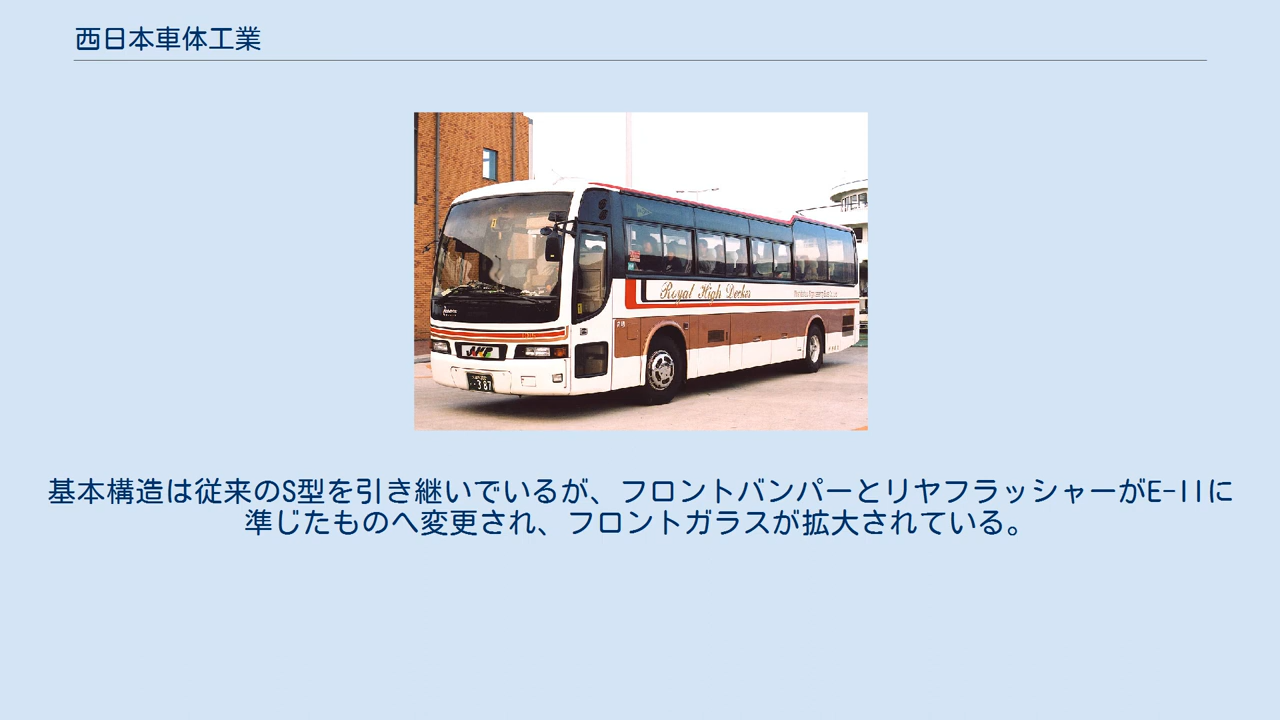 西日本車体工業
Royal High Decker
387
基本構造は従来のS型を引き継いでいるが、フロントバンパーとリヤフラッシャーがE-IIに
準じたものへ変更され、フロントガラスが拡大されている。